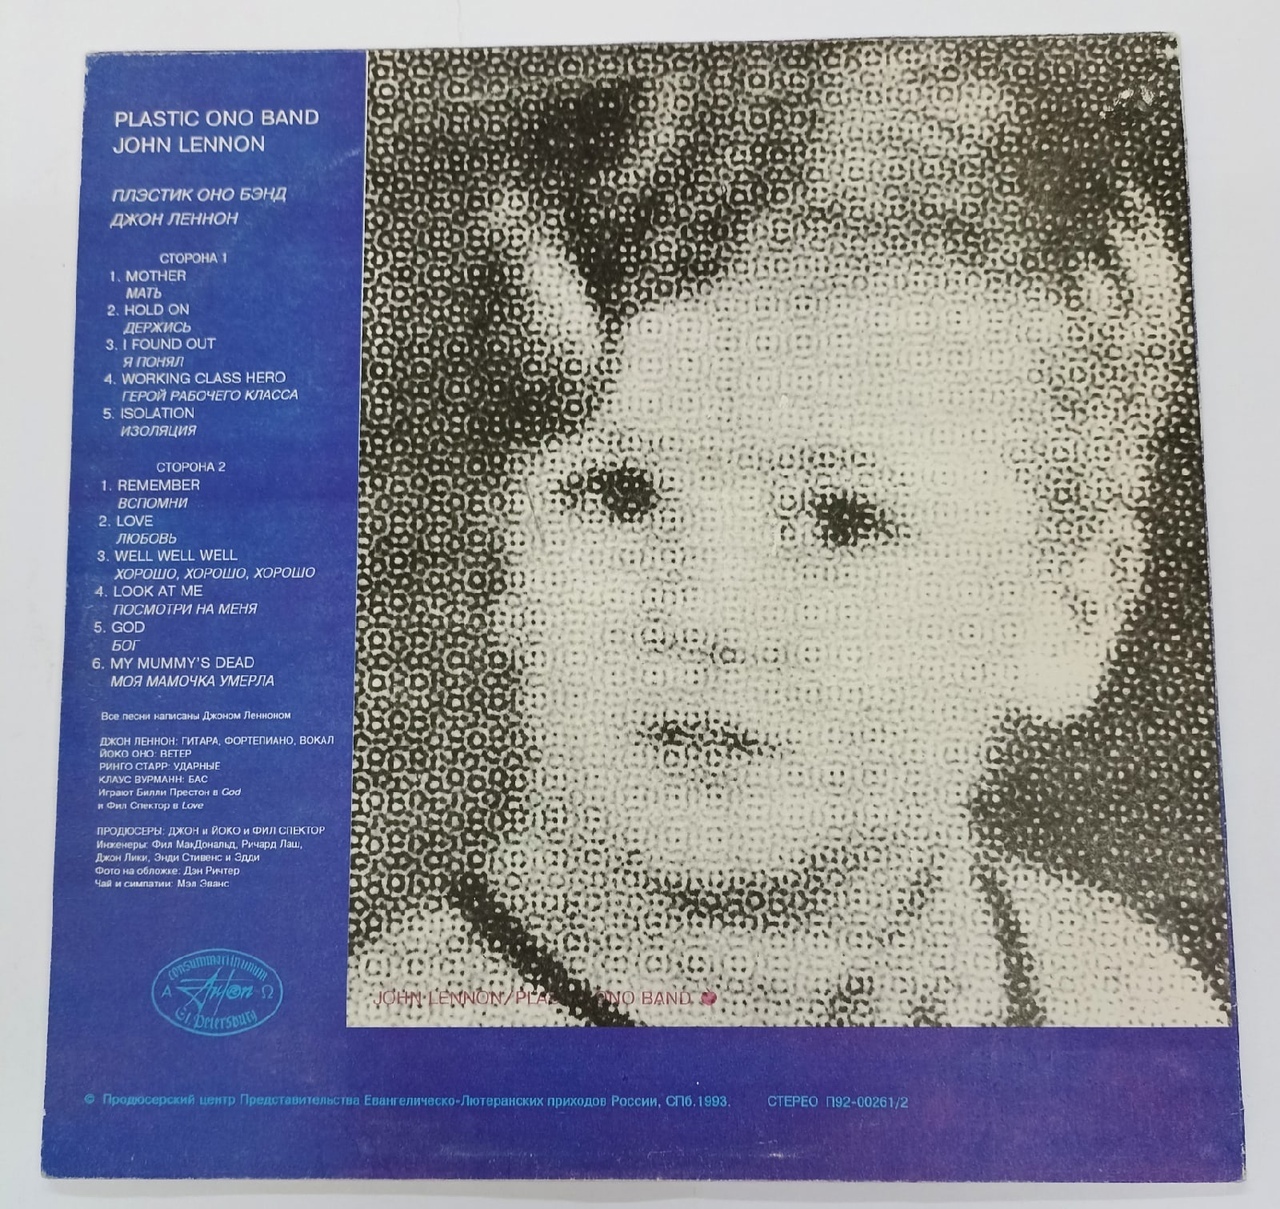 PLASTIC ONO BAND
JOHN LENNON
ПЛЭСТИК ОНО БЭНД
ДЖОН ЛЕННОН
СТОРОНА 1
1. MOTHER
МАТЬ
2. HOLD ON
ДЕРЖИСЬ
3. I FOUND OUT
Я ПОНЯЛ
4. WORKING CLASS HERO
ГЕРОЙ РАБОЧЕГО КЛАССА
5. ISOLATION
ИЗОЛЯЦИЯ
СТОРОНА 2
1. REMEMBER
ВСПОМНИ
2. LOVE
ЛЮБОВЬ
3. WELL WELL WELL
ХОРОШО, ХОРОШО, ХОРОШО
4. LOOK AT ME
ПОСМОТРИ НА МЕНЯ
5. GOD
БОГ
6. MY MUMMY'S DEAD
МОЯ МАМОЧКА УМЕРЛА
Все песни написаны Джоном Ленноном
ДЖОН ЛЕННОН: ГИТАРА, ФОРТЕПИАНО, ВОКАЛ
ЙОКО ОНО: ВЕТЕР
РИНГО СТАРР: УДАРНЫЕ
КЛАУС ВУРМАНН: БАС
Играют Билли Престон в God
и Фил Спектор в Love
ПРОДЮСЕРЫ: ДЖОН и ЙОКО и ФИЛ СПЕКТОР
Инженеры: Фил МакДональд, Ричард Лаш,
Джон Лики, Энди Стивенс и Эдди
Фото на обложке: Дэн Ричтер
Чай и симпатии: Мэл Эванс
A Ω
St. Petersburg
JOHN LENNON/ ONO BAND
© Продюсерский центр Представительства Евангелическо-Лютеранских приходов России, СПб.1993. СТЕРЕО П92-00261/2